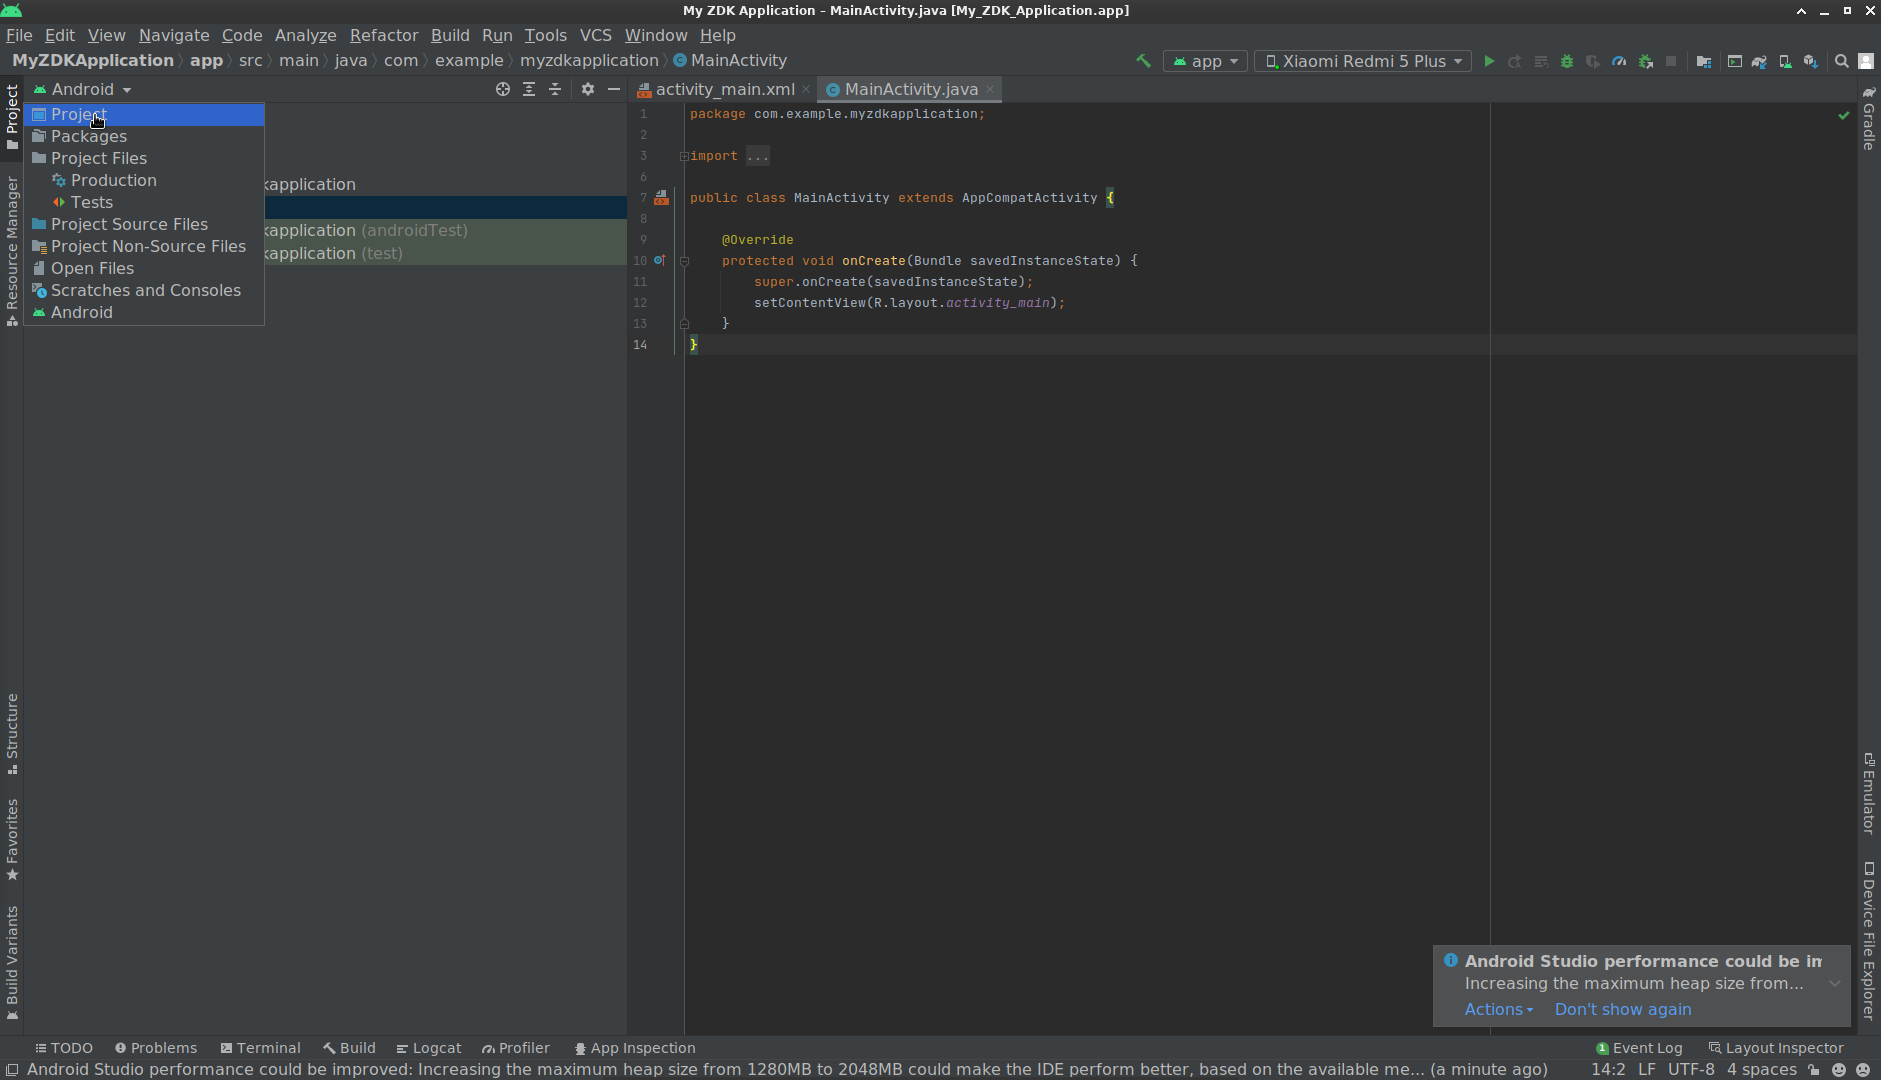 My ZDK Application – MainActivity.java [My_ZDK_Application.app]
File Edit View Navigate Code Analyze Refactor Build Run Tools VCS Window Help
MyZDKApplication app src main java com example myzdkapplication MainActivity
app Xiaomi Redmi 5 Plus
Project
Resource Manager
Structure
Favorites
Build Variants
Android
Project
Packages
Project Files
Production
Tests
Project Source Files
Project Non-Source Files
Open Files
Scratches and Consoles
Android
kapplication
kapplication (androidTest)
kapplication (test)
activity_main.xml MainActivity.java
1 package com.example.myzdkapplication;
2
3 import ...
6
7 public class MainActivity extends AppCompatActivity {
8
9 @Override
10 protected void onCreate(Bundle savedInstanceState) {
11 super.onCreate(savedInstanceState);
12 setContentView(R.layout.activity_main);
13 }
14 }
Gradle
Emulator
Device File Explorer
Android Studio performance could be im
Increasing the maximum heap size from...
Actions Don't show again
TODO Problems Terminal Build Logcat Profiler App Inspection 1 Event Log Layout Inspector
Android Studio performance could be improved: Increasing the maximum heap size from 1280MB to 2048MB could make the IDE perform better, based on the available me... (a minute ago) 14:2 LF UTF-8 4 spaces